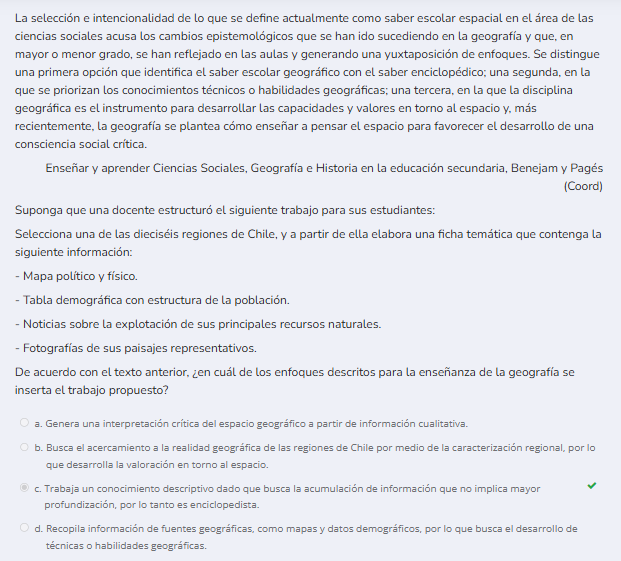 La selección e intencionalidad de lo que se define actualmente como saber escolar espacial en el área de las
ciencias sociales acusa los cambios epistemológicos que se han ido sucediendo en la geografía y que, en
mayor o menor grado, se han reflejado en las aulas y generando una yuxtaposición de enfoques. Se distingue
una primera opción que identifica el saber escolar geográfico con el saber enciclopédico; una segunda, en la
que se priorizan los conocimientos técnicos o habilidades geográficas; una tercera, en la que la disciplina
geográfica es el instrumento para desarrollar las capacidades y valores en torno al espacio y, más
recientemente, la geografía se plantea cómo enseñar a pensar el espacio para favorecer el desarrollo de una
consciencia social crítica.
Enseñar y aprender Ciencias Sociales, Geografía e Historia en la educación secundaria, Benejam y Pagés
(Coord)
Suponga que una docente estructuró el siguiente trabajo para sus estudiantes:
Selecciona una de las dieciséis regiones de Chile, y a partir de ella elabora una ficha temática que contenga la
siguiente información:
- Mapa político y físico.
- Tabla demográfica con estructura de la población.
- Noticias sobre la explotación de sus principales recursos naturales.
- Fotografías de sus paisajes representativos.
De acuerdo con el texto anterior, ¿en cuál de los enfoques descritos para la enseñanza de la geografía se
inserta el trabajo propuesto?
a. Genera una interpretación crítica del espacio geográfico a partir de información cualitativa.
b. Busca el acercamiento a la realidad geográfica de las regiones de Chile por medio de la caracterización regional, por lo
que desarrolla la valoración en torno al espacio.
c. Trabaja un conocimiento descriptivo dado que busca la acumulación de información que no implica mayor
profundización, por lo tanto es enciclopedista.
d. Recopila información de fuentes geográficas, como mapas y datos demográficos, por lo que busca el desarrollo de
técnicas o habilidades geográficas.